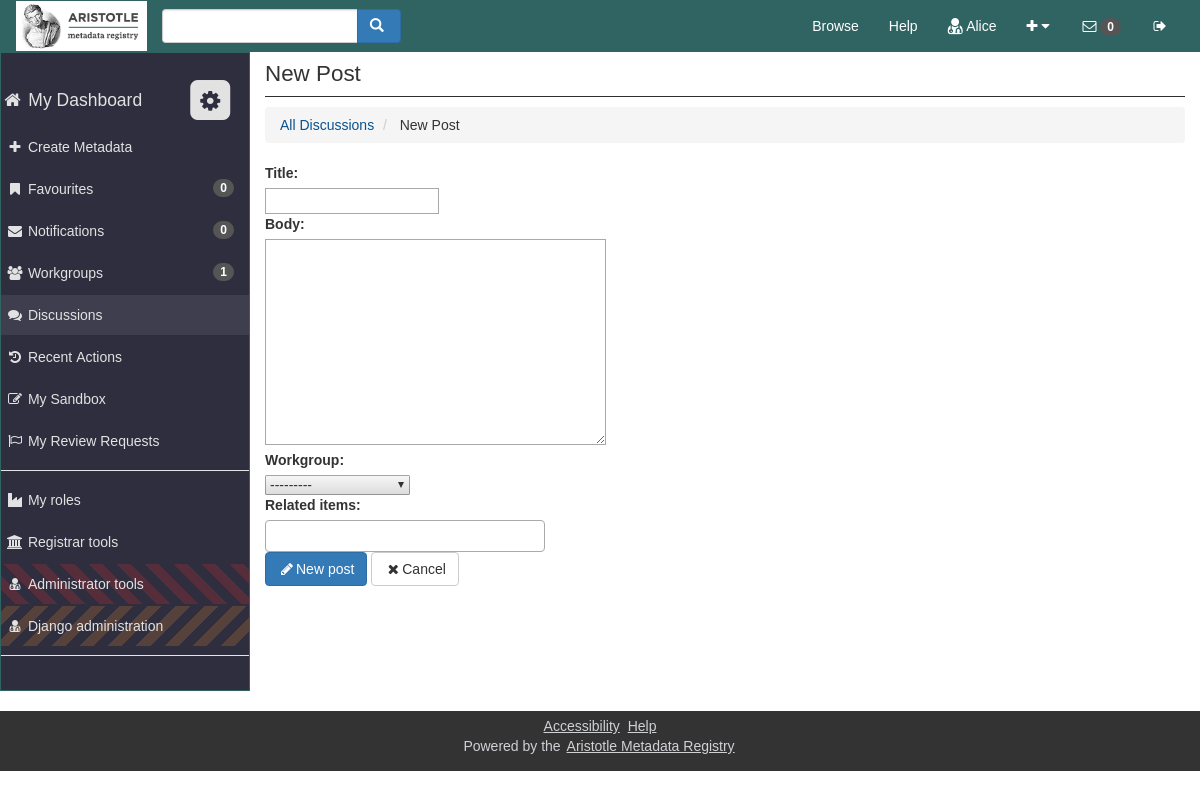 ARISTOTLE
metadata registry
Browse Help Alice 0
New Post
My Dashboard
All Discussions / New Post
Create Metadata
Title:
Favourites 0
Body:
Notifications 0
Workgroups 1
Discussions
Recent Actions
My Sandbox
My Review Requests
Workgroup:
---------
My roles
Related items:
Registrar tools
New post Cancel
Administrator tools
Django administration
Accessibility Help
Powered by the Aristotle Metadata Registry